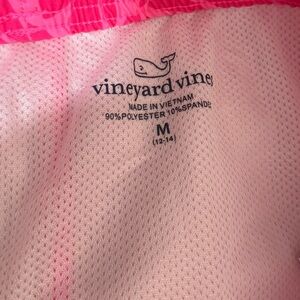 vineyard vines
MADE IN VIETNAM
90%POLYESTER 10%SPANDEX
M
(12-14)